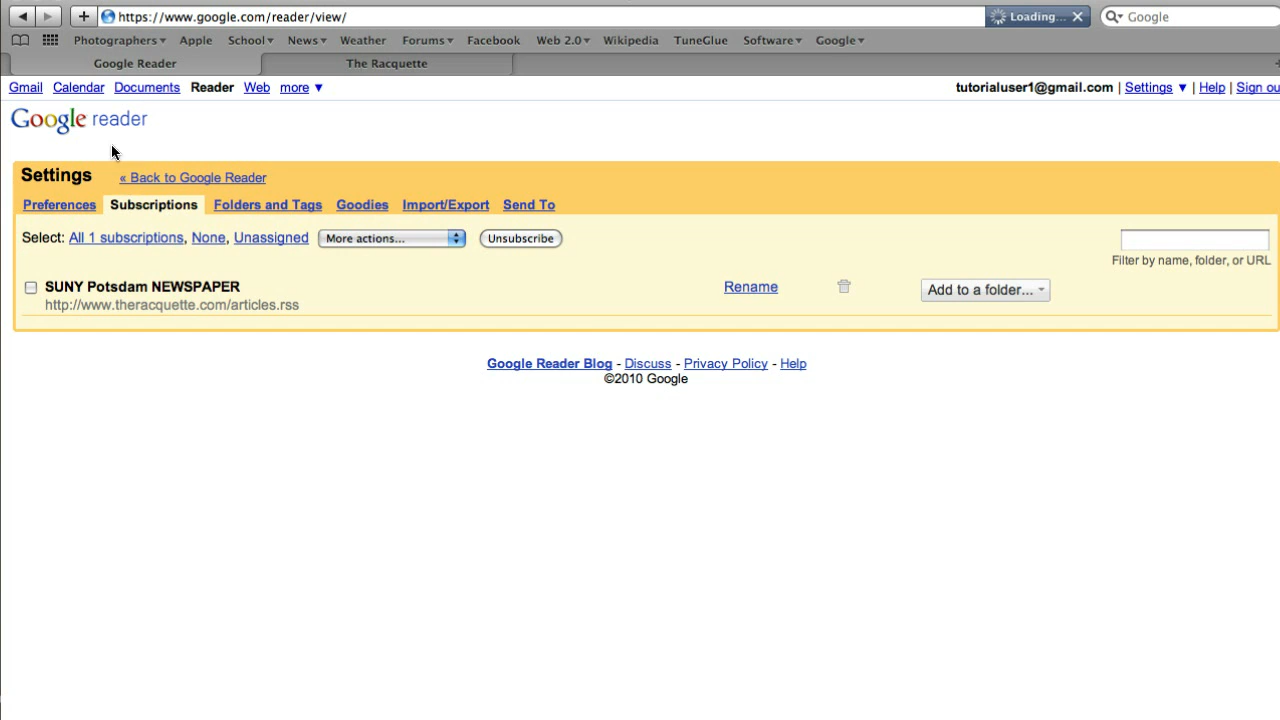 https://www.google.com/reader/view/ Loading... Google
Photographers Apple School News Weather Forums Facebook Web 2.0 Wikipedia TuneGlue Software Google
Google Reader The Racquette
Gmail Calendar Documents Reader Web more tutorialuser1@gmail.com | Settings | Help |
Google reader
Settings « Back to Google Reader
Preferences Subscriptions Folders and Tags Goodies Import/Export Send To
Select: All 1 subscriptions, None, Unassigned More actions... Unsubscribe
Filter by name, folder, or URL
SUNY Potsdam NEWSPAPER Rename Add to a folder...
http://www.theracquette.com/articles.rss
Google Reader Blog - Discuss - Privacy Policy - Help
©2010 Google